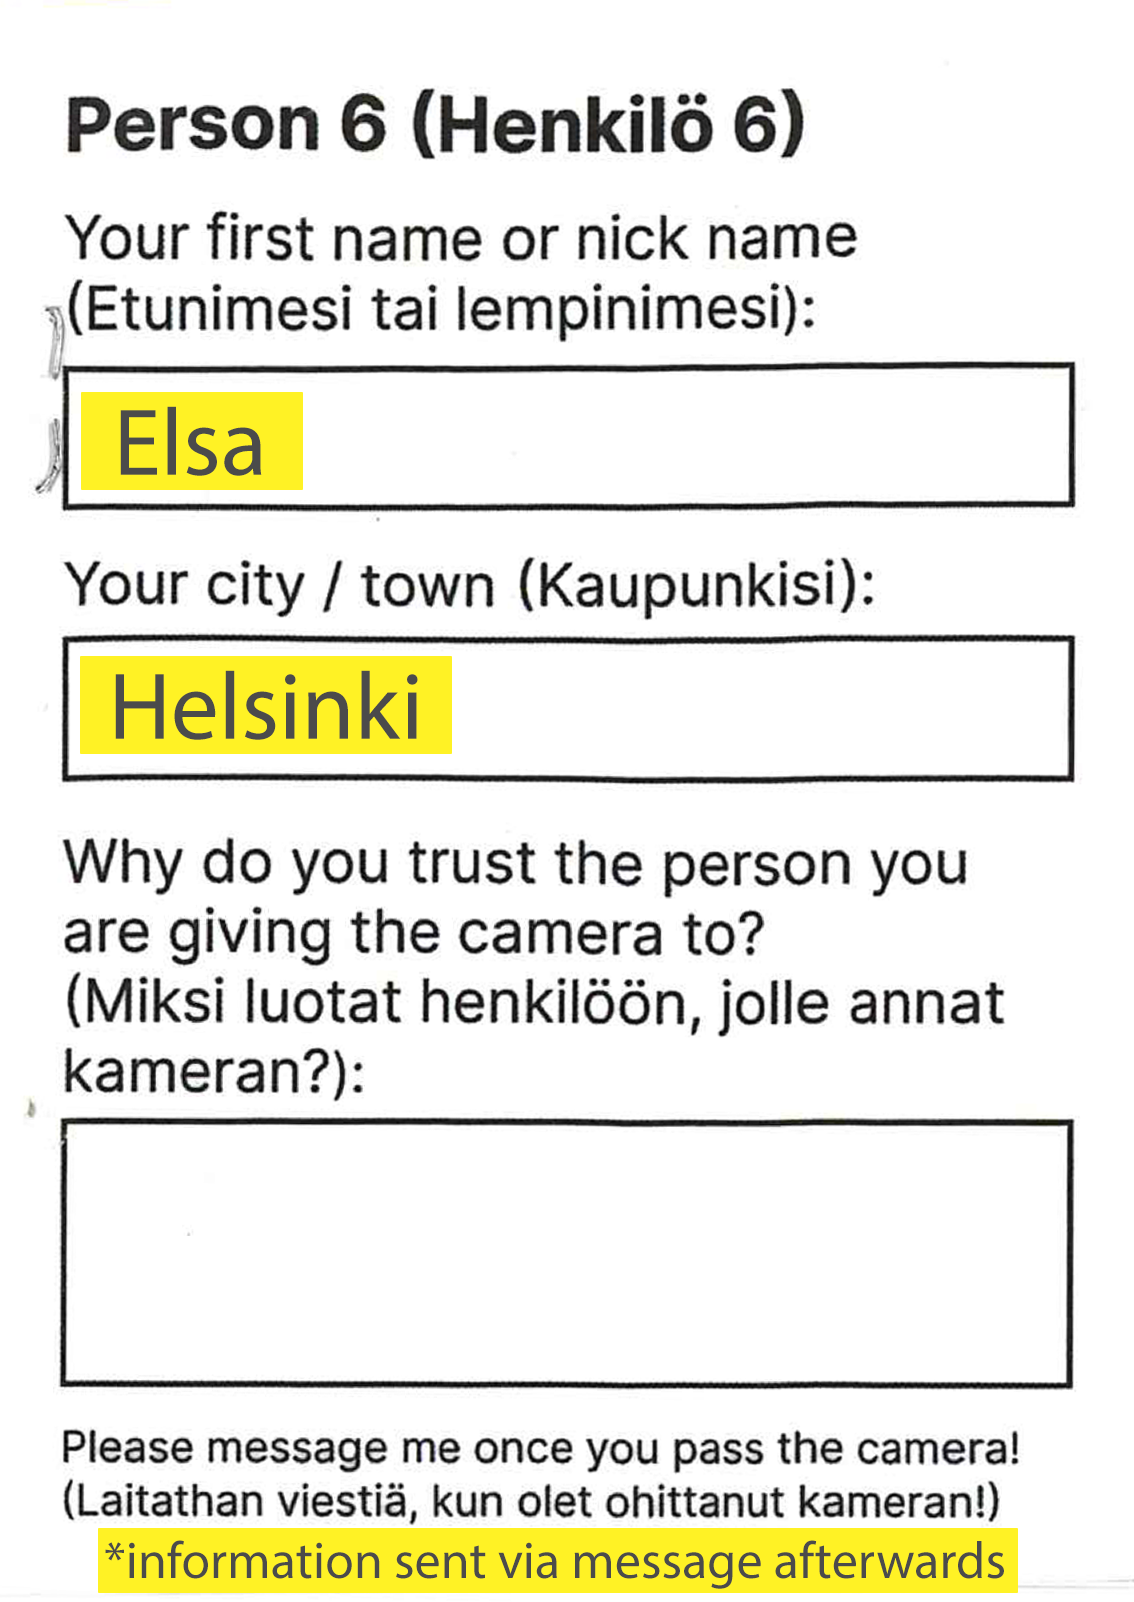 Person 6 (Henkilö 6)
Your first name or nick name
(Etunimesi tai lempinimesi):
Elsa
Your city / town (Kaupunkisi):
Helsinki
Why do you trust the person you
are giving the camera to?
(Miksi luotat henkilöön, jolle annat
kameran?):
Please message me once you pass the camera!
(Laitathan viestiä, kun olet ohittanut kameran!)
*information sent via message afterwards